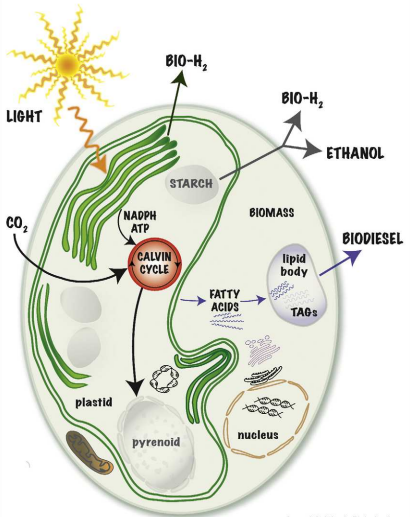 BIO-H₂
LIGHT
BIO-H₂
ETHANOL
STARCH
BIOMASS
NADPH
ATP
CO₂
CALVIN
CYCLE
BIODIESEL
lipid
body
TAGs
FATTY
ACIDS
plastid
pyrenoid
nucleus